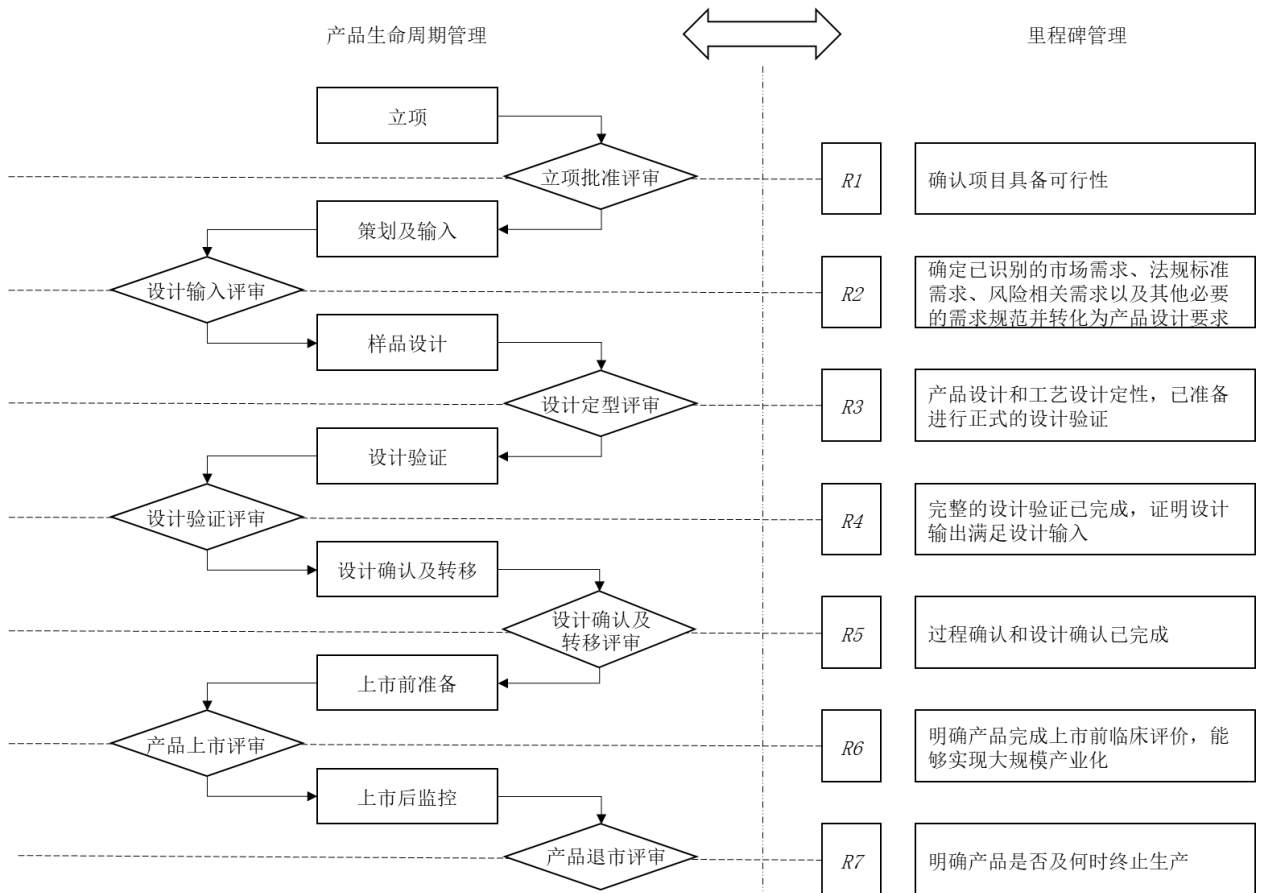 产品生命周期管理
里程碑管理
立项
立项批准评审
R1
确认项目具备可行性
策划及输入
设计输入评审
R2
确定已识别的市场需求、法规标准
需求、风险相关需求以及其他必要
的需求规范并转化为产品设计要求
样品设计
设计定型评审
R3
产品设计和工艺设计定性，已准备
进行正式的设计验证
设计验证
设计验证评审
R4
完整的设计验证已完成，证明设计
输出满足设计输入
设计确认及转移
设计确认及
转移评审
R5
过程确认和设计确认已完成
上市前准备
产品上市评审
R6
明确产品完成上市前临床评价，能
够实现大规模产业化
上市后监控
产品退市评审
R7
明确产品是否及何时终止生产